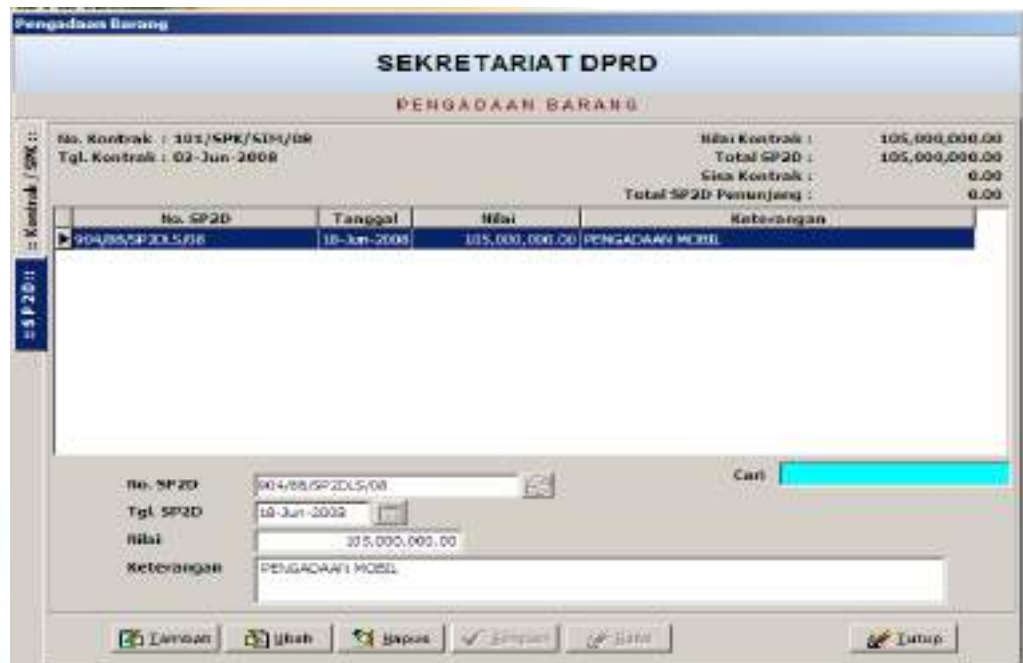 Pengadaan Barang
SEKRETARIAT DPRD
PENGADAAN BARANG
:: Kontrak / SPK ::
:: SP2D ::
No. Kontrak : 101/SPK/SIM/08
Tgl. Kontrak : 02-Jun-2008
Nilai Kontrak : 105,000,000.00
Total SP2D : 105,000,000.00
Sisa Kontrak : 0.00
Total SP2D Penunjang : 0.00
No. SP2D Tanggal Nilai Keterangan
904/88/SP2DLS/08 18-Jun-2008 105,000,000.00 PENGADAAN MOBIL
Cari
No. SP2D 904/88/SP2DLS/08
Tgl. SP2D 18-Jun-2008
Nilai 105,000,000.00
Keterangan PENGADAAN MOBIL
Tambah Ubah Hapus Simpan Batal Tutup